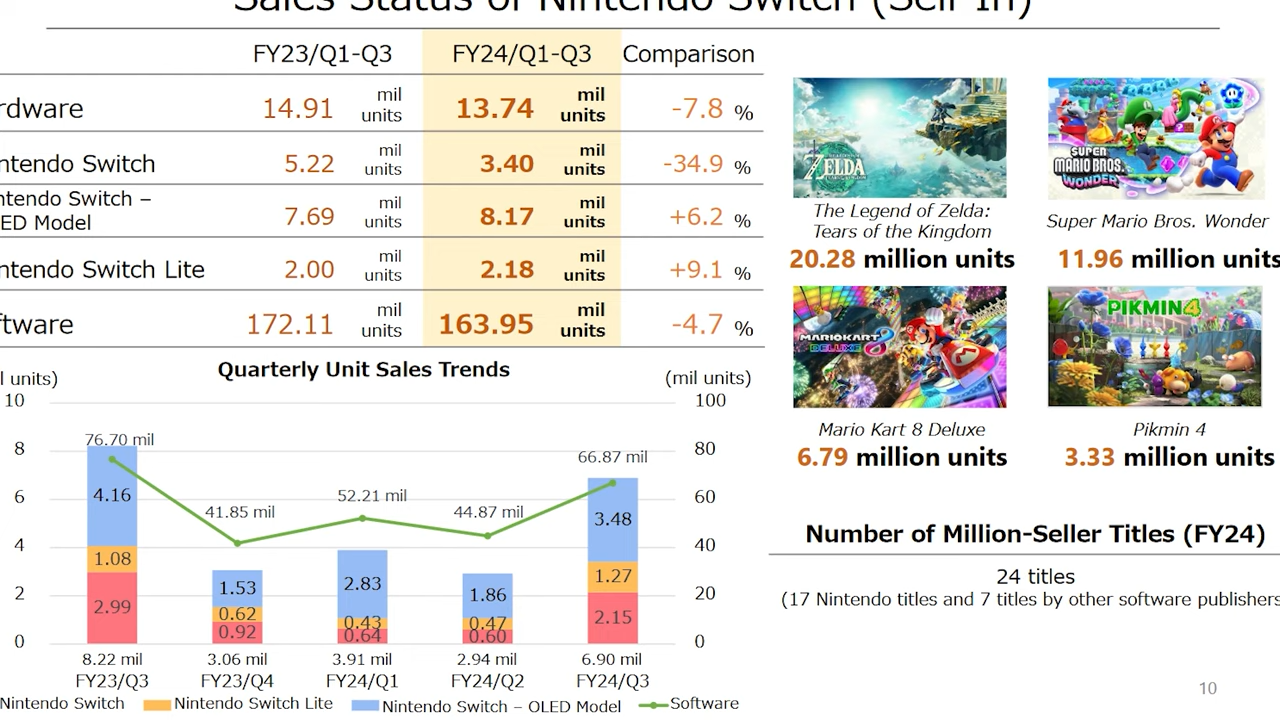 Sales Status of Nintendo Switch (Sell-In)
FY23/Q1-Q3 FY24/Q1-Q3 Comparison
rdware 14.91 mil units 13.74 mil units -7.8 %
ntendo Switch 5.22 mil units 3.40 mil units -34.9 %
ntendo Switch –
ED Model 7.69 mil units 8.17 mil units +6.2 %
ntendo Switch Lite 2.00 mil units 2.18 mil units +9.1 %
ftware 172.11 mil units 163.95 mil units -4.7 %
Quarterly Unit Sales Trends
l units) (mil units)
10 100
8 80
6 60
4 40
2 20
0 0
76.70 mil
41.85 mil
52.21 mil
44.87 mil
66.87 mil
4.16
1.08
2.99
1.53
0.62
0.92
2.83
0.43
0.64
1.86
0.47
0.60
3.48
1.27
2.15
8.22 mil 3.06 mil 3.91 mil 2.94 mil 6.90 mil
FY23/Q3 FY23/Q4 FY24/Q1 FY24/Q2 FY24/Q3
Nintendo Switch Nintendo Switch Lite Nintendo Switch – OLED Model Software
ZELDA
The Legend of Zelda:
Tears of the Kingdom
20.28 million units
SUPER
MARIO BROS.
WONDER
Super Mario Bros. Wonder
11.96 million units
MARIOKART 8
DELUXE
Mario Kart 8 Deluxe
6.79 million units
PIKMIN 4
Pikmin 4
3.33 million units
Number of Million-Seller Titles (FY24)
24 titles
(17 Nintendo titles and 7 titles by other software publishers
10